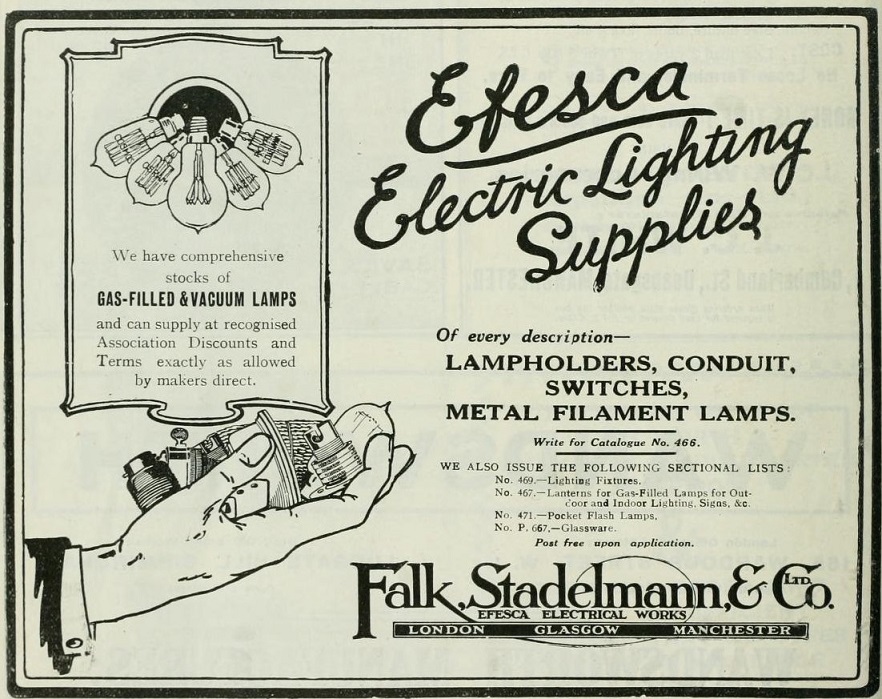 Efesca
Electric Lighting
Supplies
We have comprehensive
stocks of
GAS-FILLED & VACUUM LAMPS
and can supply at recognised
Association Discounts and
Terms exactly as allowed
by makers direct.
Of every description—
LAMPHOLDERS, CONDUIT,
SWITCHES,
METAL FILAMENT LAMPS.
Write for Catalogue No. 466.
WE ALSO ISSUE THE FOLLOWING SECTIONAL LISTS:
No. 469.—Lighting Fixtures.
No. 467.—Lanterns for Gas-Filled Lamps for Out-
door and Indoor Lighting, Signs, &c.
No. 471.—Pocket Flash Lamps.
No. P. 667.—Glassware.
Post free upon application.
Falk, Stadelmann, & Co. LTD.
EFESCA ELECTRICAL WORKS
LONDON GLASGOW MANCHESTER